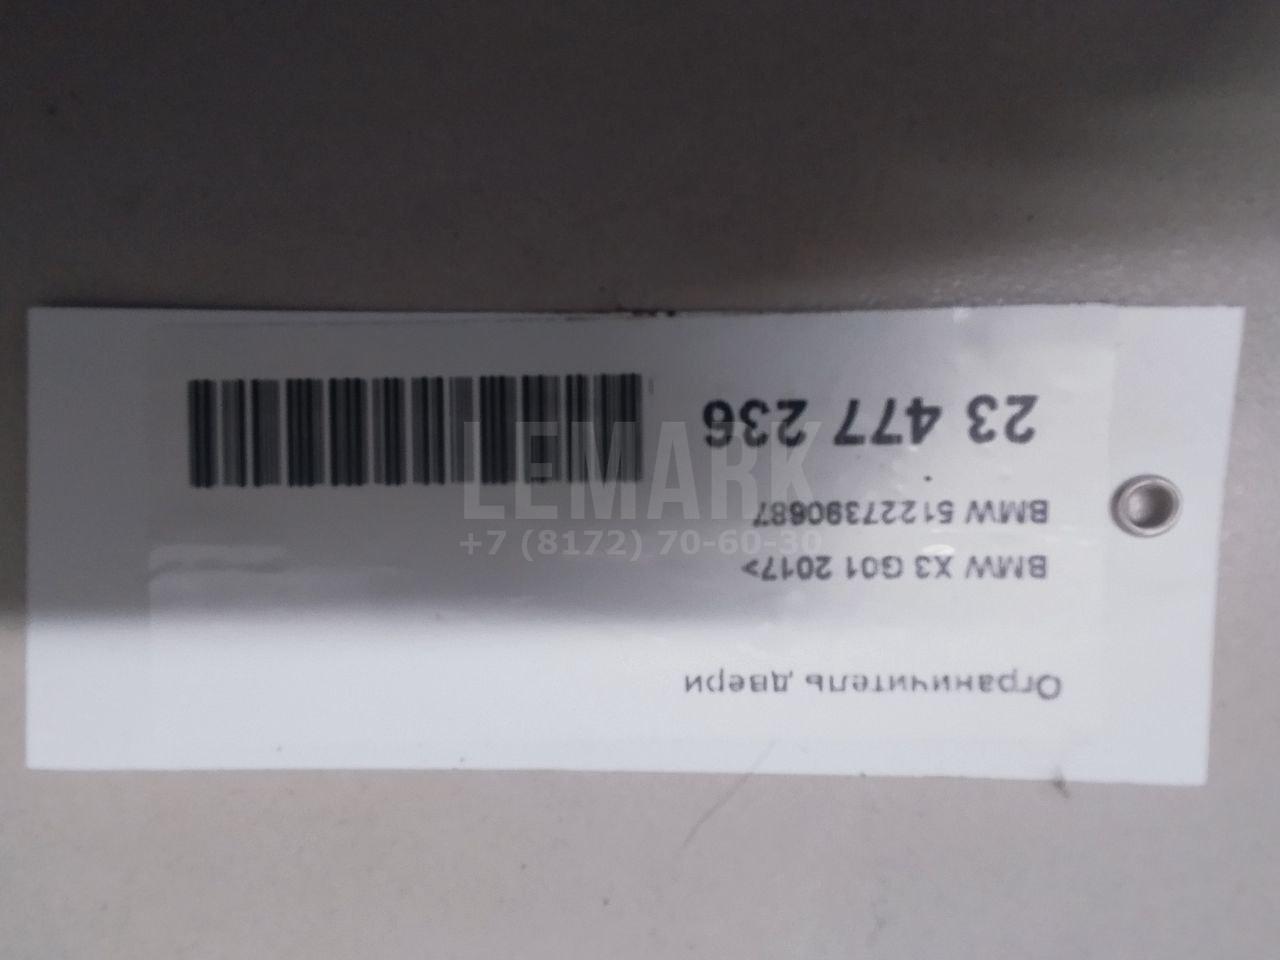 Ограничитель двери
BMW X3 G01 2017>
BMW 51227390687
23 477 236
LEMARK
+7 (8172) 70-60-30